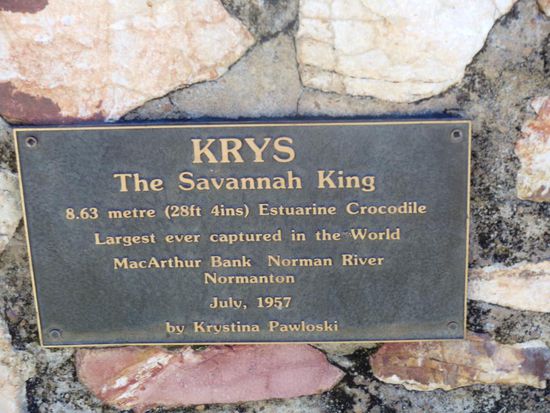 KRYS
The Savannah King
8.63 metre (28ft 4ins) Estuarine Crocodile
Largest ever captured in the World
MacArthur Bank Norman River
Normanton
July, 1957
by Krystina Pawloski